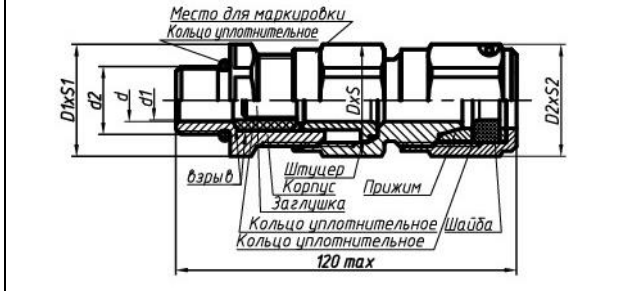 Место для маркировки
Кольцо уплотнительное
D1xS1
d2
d
d1
DxS
D2xS2
взрыв
Штуцер
Корпус
Заглушка
Прижим
Кольцо уплотнительное
Шайба
Кольцо уплотнительное
120 max